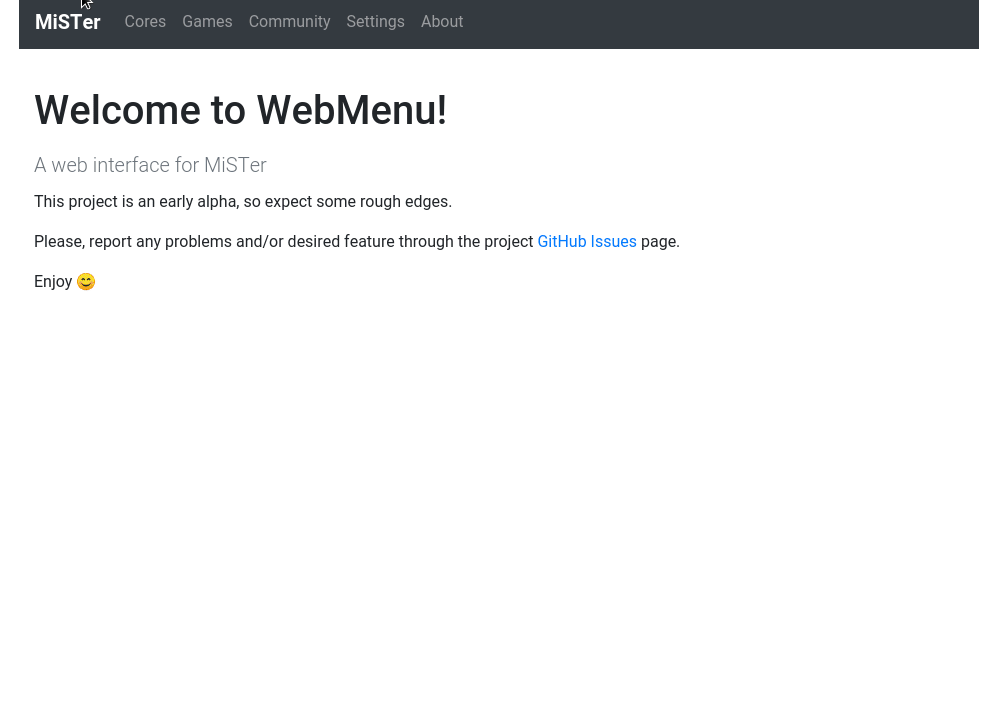 MiSTer Cores Games Community Settings About
Welcome to WebMenu!
A web interface for MiSTer
This project is an early alpha, so expect some rough edges.
Please, report any problems and/or desired feature through the project GitHub Issues page.
Enjoy 😊